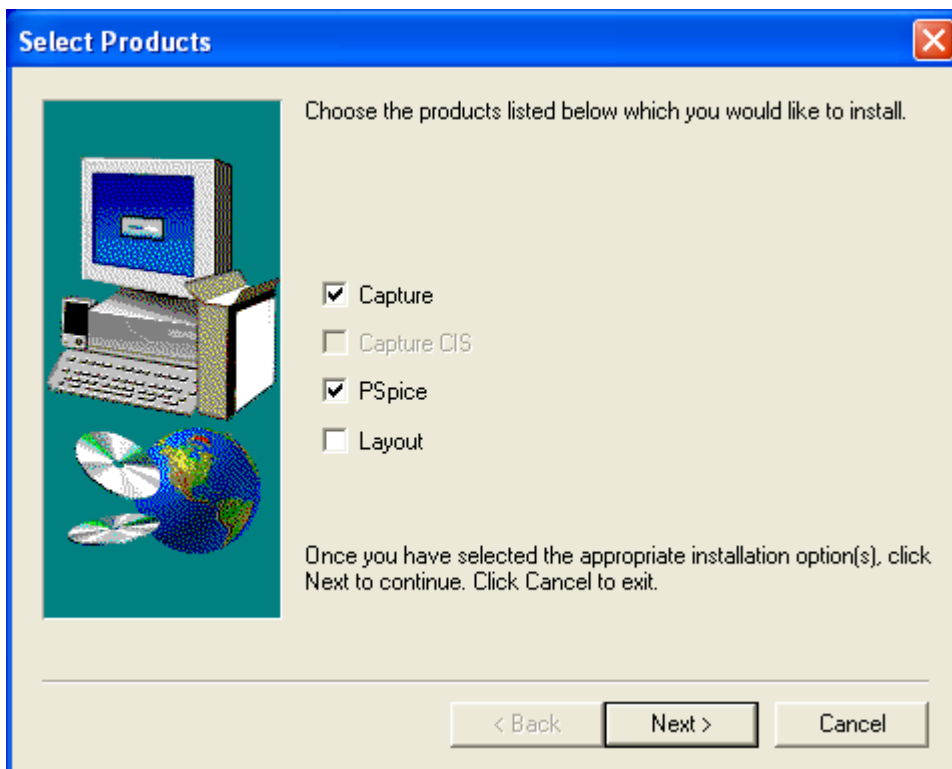 Select Products
Choose the products listed below which you would like to install.
Capture
Capture CIS
PSpice
Layout
Once you have selected the appropriate installation option(s), click
Next to continue. Click Cancel to exit.
< Back
Next >
Cancel